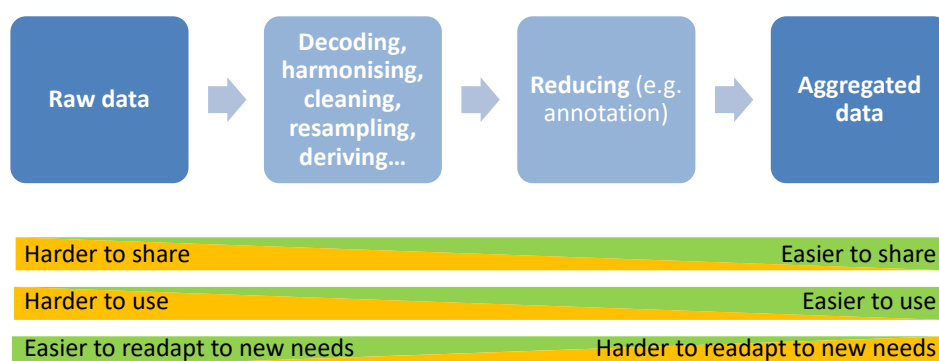 Raw data
Decoding,
harmonising,
cleaning,
resampling,
deriving...
Reducing (e.g.
annotation)
Aggregated
data
Harder to share
Easier to share
Harder to use
Easier to use
Easier to readapt to new needs
Harder to readapt to new needs